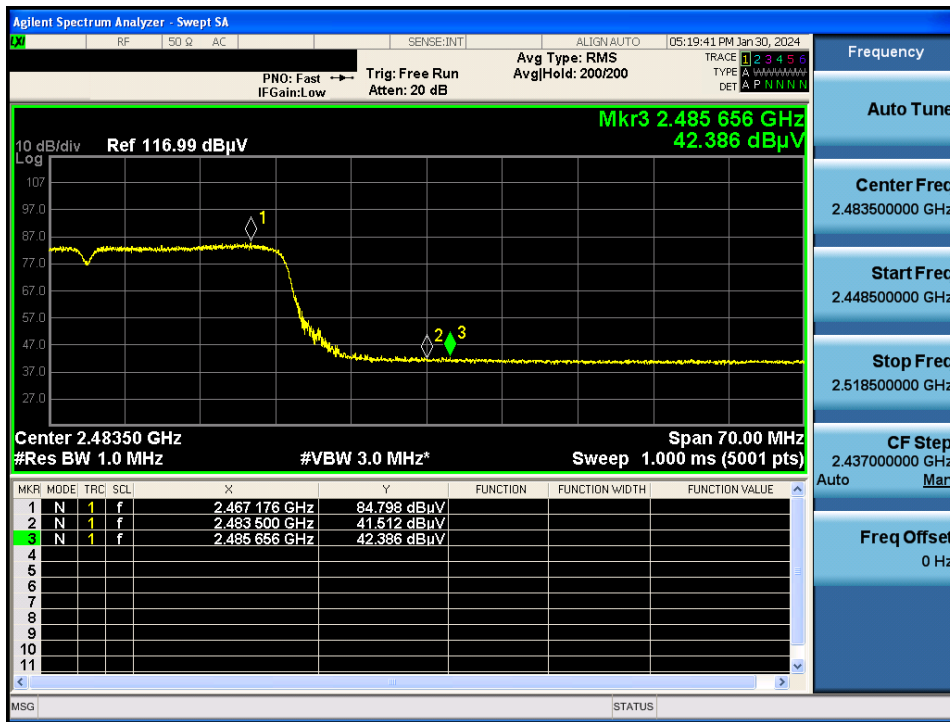 Agilent Spectrum Analyzer - Swept SA
LXI RF 50 Ω AC SENSE:INT ALIGN AUTO 05:19:41 PM Jan 30, 2024
PNO: Fast
IFGain:Low
Trig: Free Run
Atten: 20 dB
Avg Type: RMS
Avg|Hold: 200/200
TRACE 1 2 3 4 5 6
TYPE A WWWWW
DET A P N N N N
Mkr3 2.485 656 GHz
42.386 dBµV
10 dB/div Ref 116.99 dBµV
Log
107
97.0
87.0
77.0
67.0
57.0
47.0
37.0
27.0
1
2
3
Center 2.48350 GHz Span 70.00 MHz
#Res BW 1.0 MHz #VBW 3.0 MHz* Sweep 1.000 ms (5001 pts)
MKR MODE TRC SCL X Y FUNCTION FUNCTION WIDTH FUNCTION VALUE
1 N 1 f 2.467 176 GHz 84.798 dBµV
2 N 1 f 2.483 500 GHz 41.512 dBµV
3 N 1 f 2.485 656 GHz 42.386 dBµV
4
5
6
7
8
9
10
11
MSG STATUS
Frequency
Auto Tune
Center Freq
2.483500000 GHz
Start Freq
2.448500000 GHz
Stop Freq
2.518500000 GHz
CF Step
2.437000000 GHz
Auto Man
Freq Offset
0 Hz